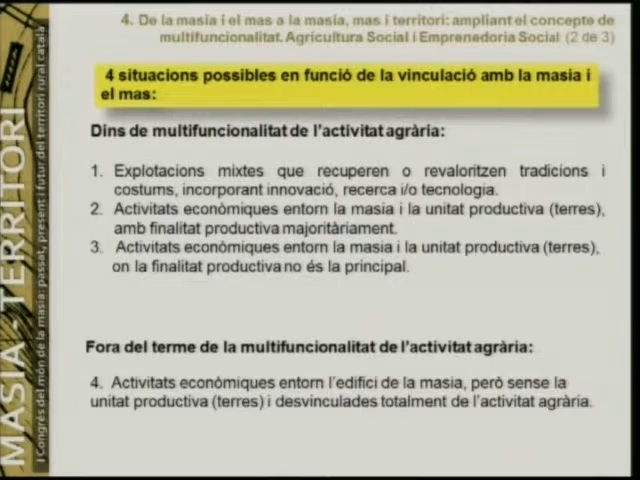 4. De la masia i el mas a la masia, mas i territori: ampliant el concepte de
multifuncionalitat. Agricultura Social i Emprenedoria Social (2 de 3)
4 situacions possibles en funció de la vinculació amb la masia i
el mas:
Dins de multifuncionalitat de l'activitat agrària:
1. Explotacions mixtes que recuperen o revaloritzen tradicions i
costums, incorporant innovació, recerca i/o tecnologia.
2. Activitats econòmiques entorn la masia i la unitat productiva (terres),
amb finalitat productiva majoritàriament.
3. Activitats econòmiques entorn la masia i la unitat productiva (terres),
on la finalitat productiva no és la principal.
Fora del terme de la multifuncionalitat de l'activitat agrària:
4. Activitats econòmiques entorn l'edifici de la masia, però sense la
unitat productiva (terres) i desvinculades totalment de l'activitat agrària.
MASIA TERRITORI
I Congrés del món de la masia: passat, present i futur del territori rural català